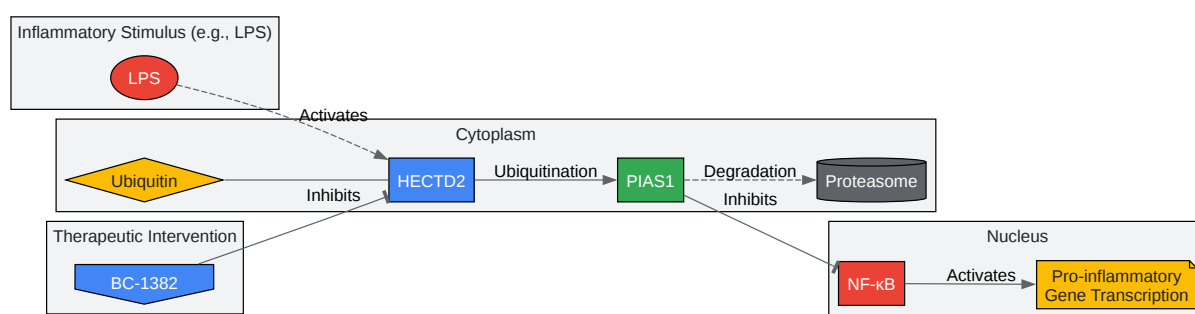 Inflammatory Stimulus (e.g., LPS)
LPS
Activates
Cytoplasm
Ubiquitin
HECTD2
Ubiquitination
PIAS1
Degradation
Proteasome
Inhibits
Inhibits
Therapeutic Intervention
BC-1382
Nucleus
NF-κB
Activates
Pro-inflammatory
Gene Transcription